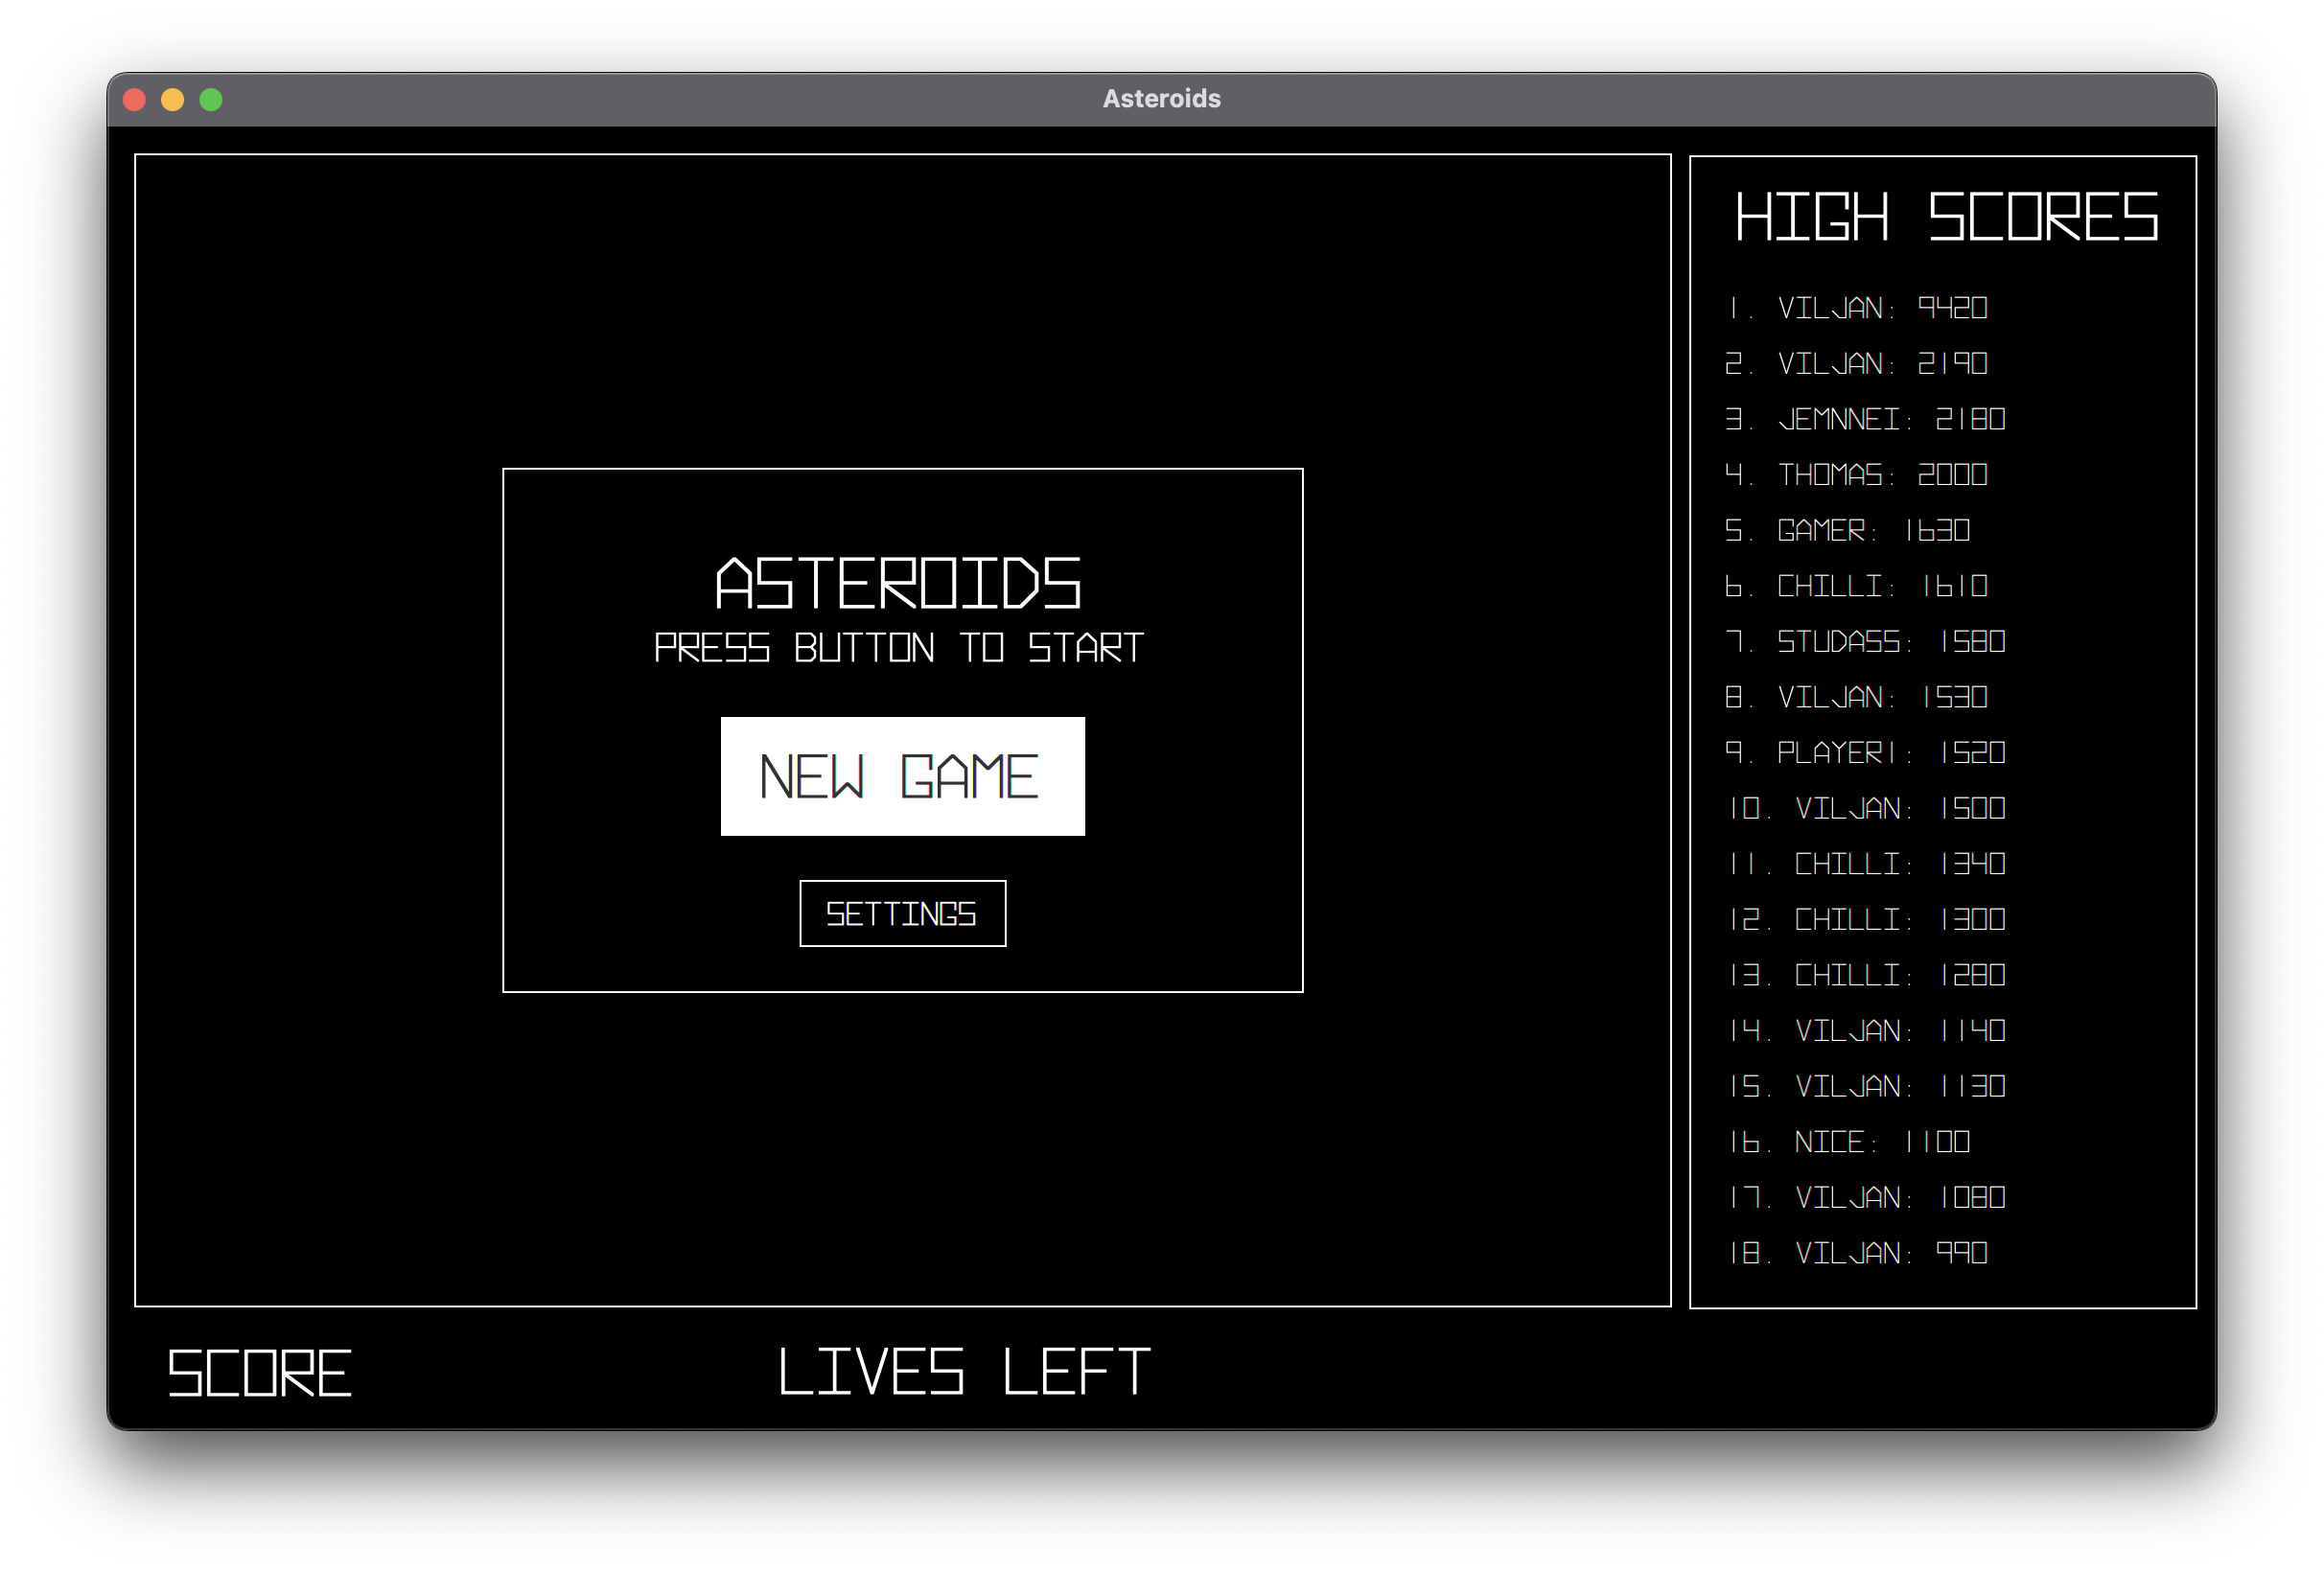 Asteroids
ASTEROIDS
PRESS BUTTON TO START
NEW GAME
SETTINGS
HIGH SCORES
1. VILJAN: 9420
2. VILJAN: 2190
3. JEMNNEI: 2180
4. THOMAS: 2000
5. GAMER: 1630
6. CHILLI: 1610
7. STUDASS: 1580
8. VILJAN: 1530
9. PLAYER1: 1520
10. VILJAN: 1500
11. CHILLI: 1340
12. CHILLI: 1300
13. CHILLI: 1280
14. VILJAN: 1140
15. VILJAN: 1130
16. NICE: 1100
17. VILJAN: 1080
18. VILJAN: 990
SCORE
LIVES LEFT